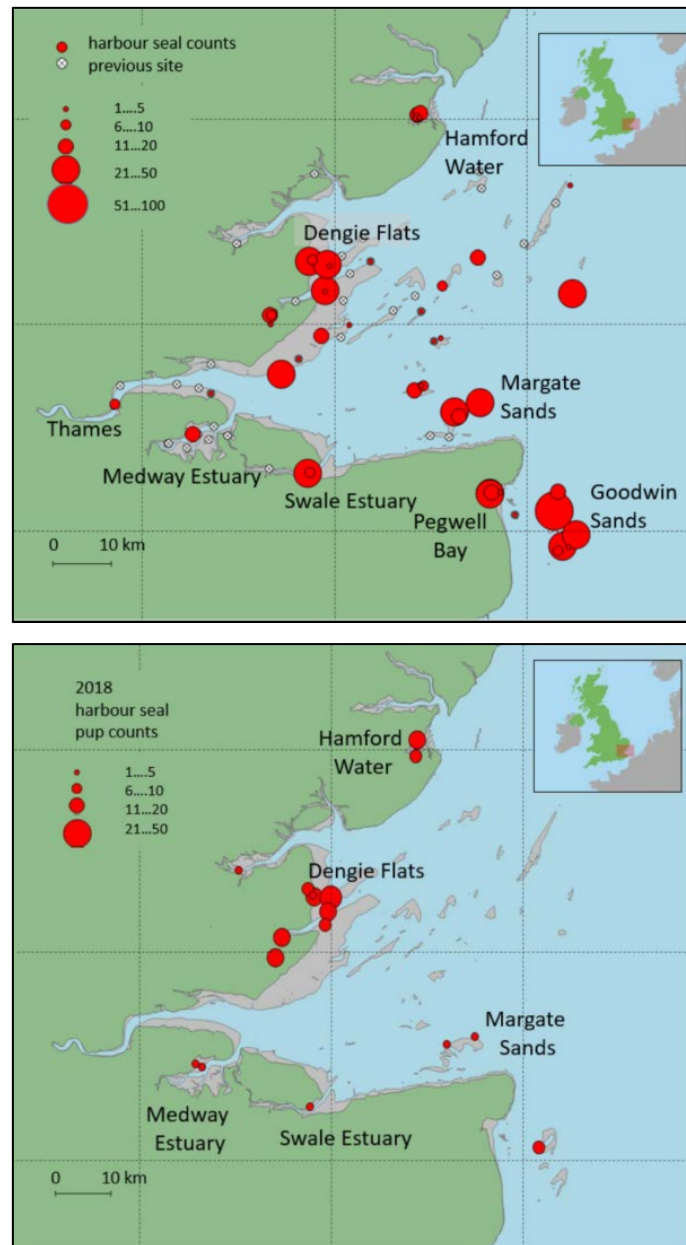 harbour seal counts
previous site
1....5
6....10
11...20
21...50
51...100
Hamford
Water
Dengie Flats
Margate
Sands
Thames
Medway Estuary
Swale Estuary
Goodwin
Sands
Pegwell
Bay
0 10 km
2018
harbour seal
pup counts
1....5
6....10
11...20
21...50
Hamford
Water
Dengie Flats
Margate
Sands
Medway
Estuary
Swale Estuary
0 10 km